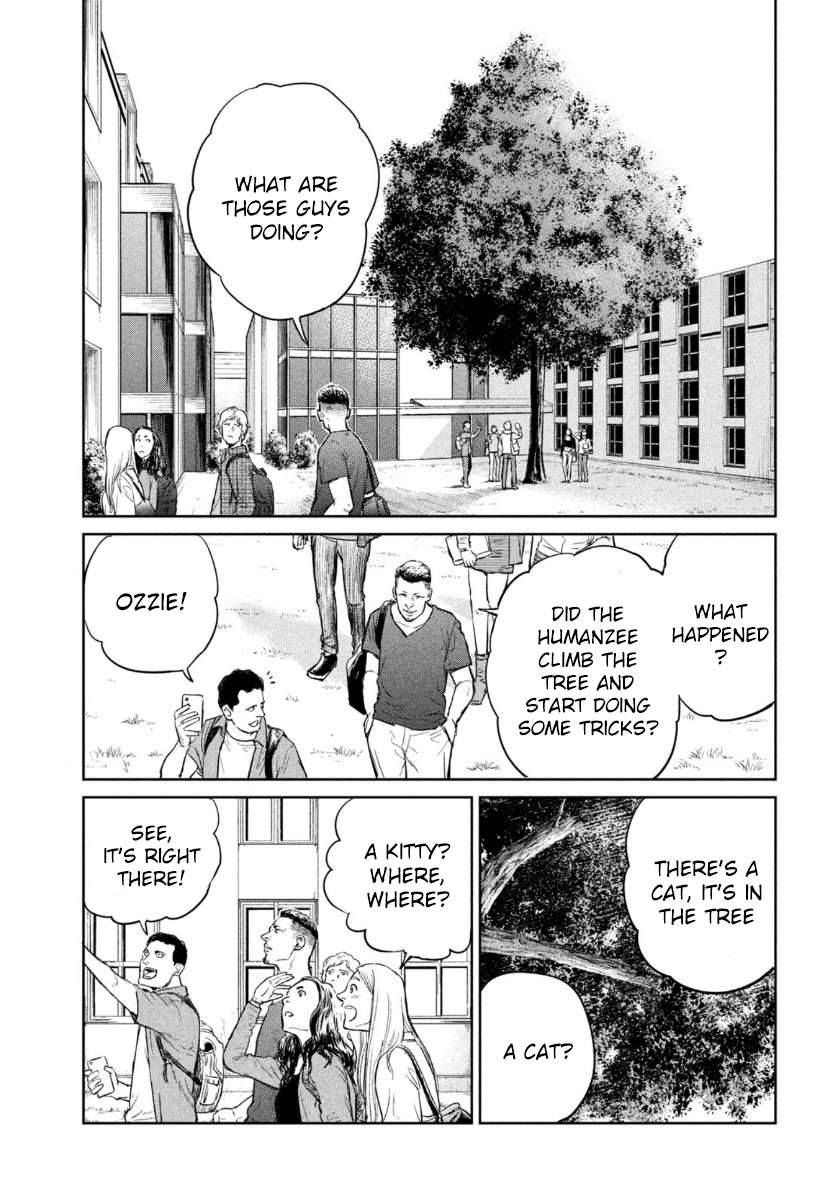 WHAT ARE
THOSE GUYS
DOING?
WHAT
HAPPENED
?
DID THE
HUMANZEE
CLIMB THE
TREE AND
START DOING
SOME TRICKS?
OZZIE!
THERE'S A
CAT, IT'S IN
THE TREE
A CAT?
A KITTY?
WHERE,
WHERE?
SEE,
IT'S RIGHT
THERE!